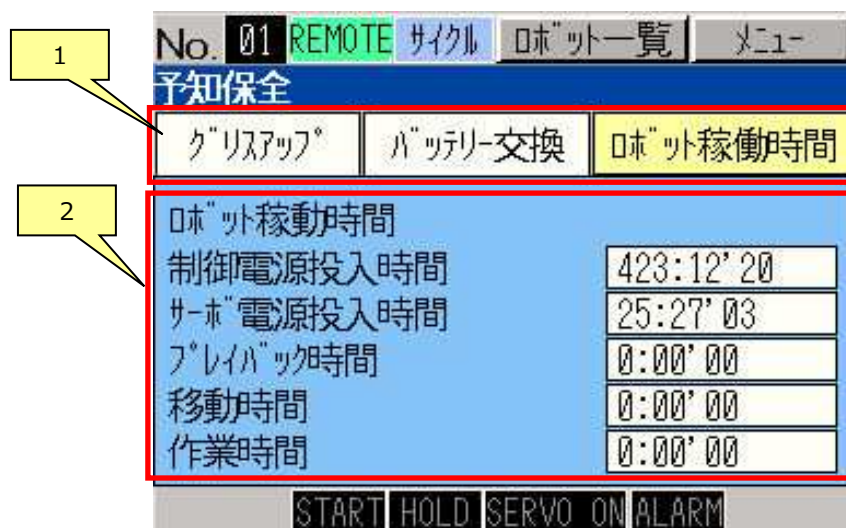 1
2
No. 01 REMOTE ｻｲｸﾙ ﾛﾎﾞｯﾄ一覧 ﾒﾆｭｰ
予知保全
ｸﾞﾘｽｱｯﾌﾟ ﾊﾞｯﾃﾘｰ交換 ﾛﾎﾞｯﾄ稼働時間
ﾛﾎﾞｯﾄ稼動時間
制御電源投入時間 423:12'20
ｻｰﾎﾞ電源投入時間 25:27'03
ﾌﾟﾚｲﾊﾞｯｸ時間 0:00'00
移動時間 0:00'00
作業時間 0:00'00
START HOLD SERVO ON ALARM